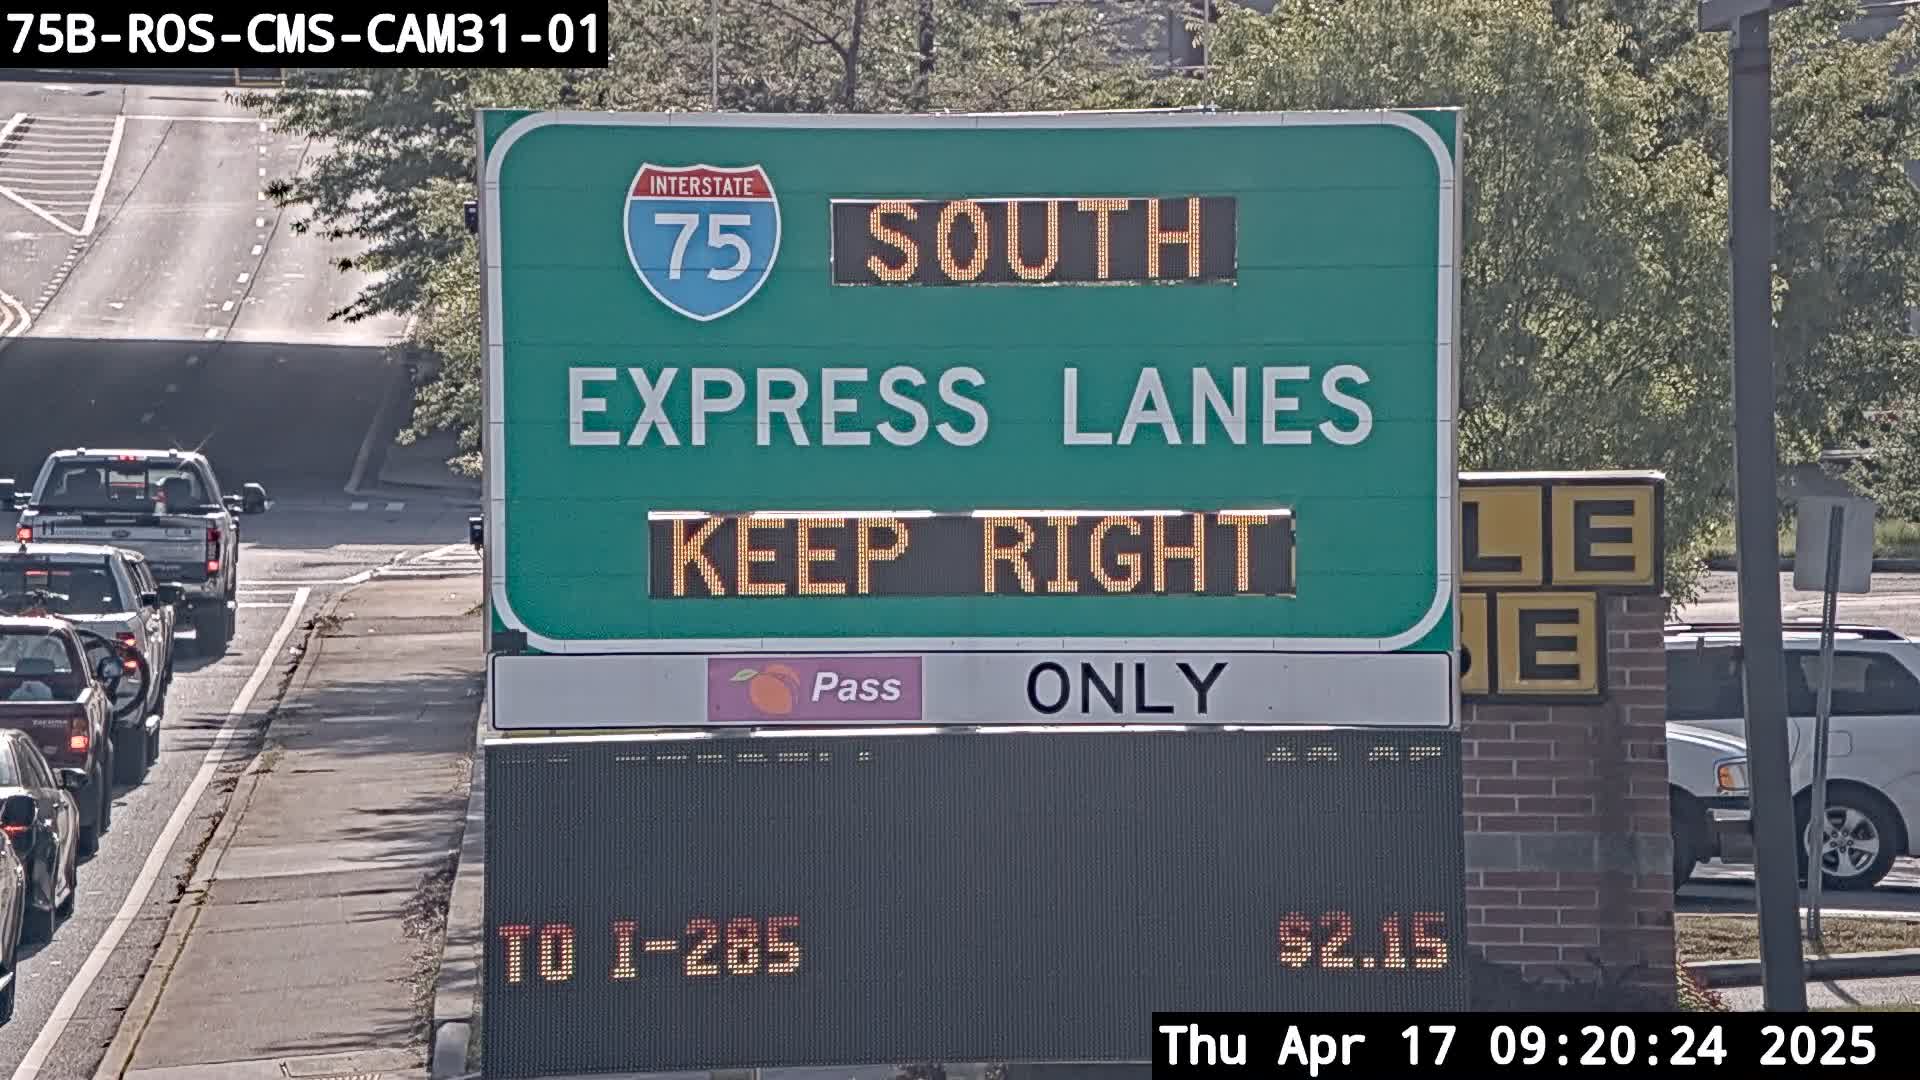 75B-ROS-CMS-CAM31-01
INTERSTATE
75
SOUTH
EXPRESS LANES
KEEP RIGHT
LE
E
Pass ONLY
TO I-285 $2.15
Thu Apr 17 09:20:24 2025